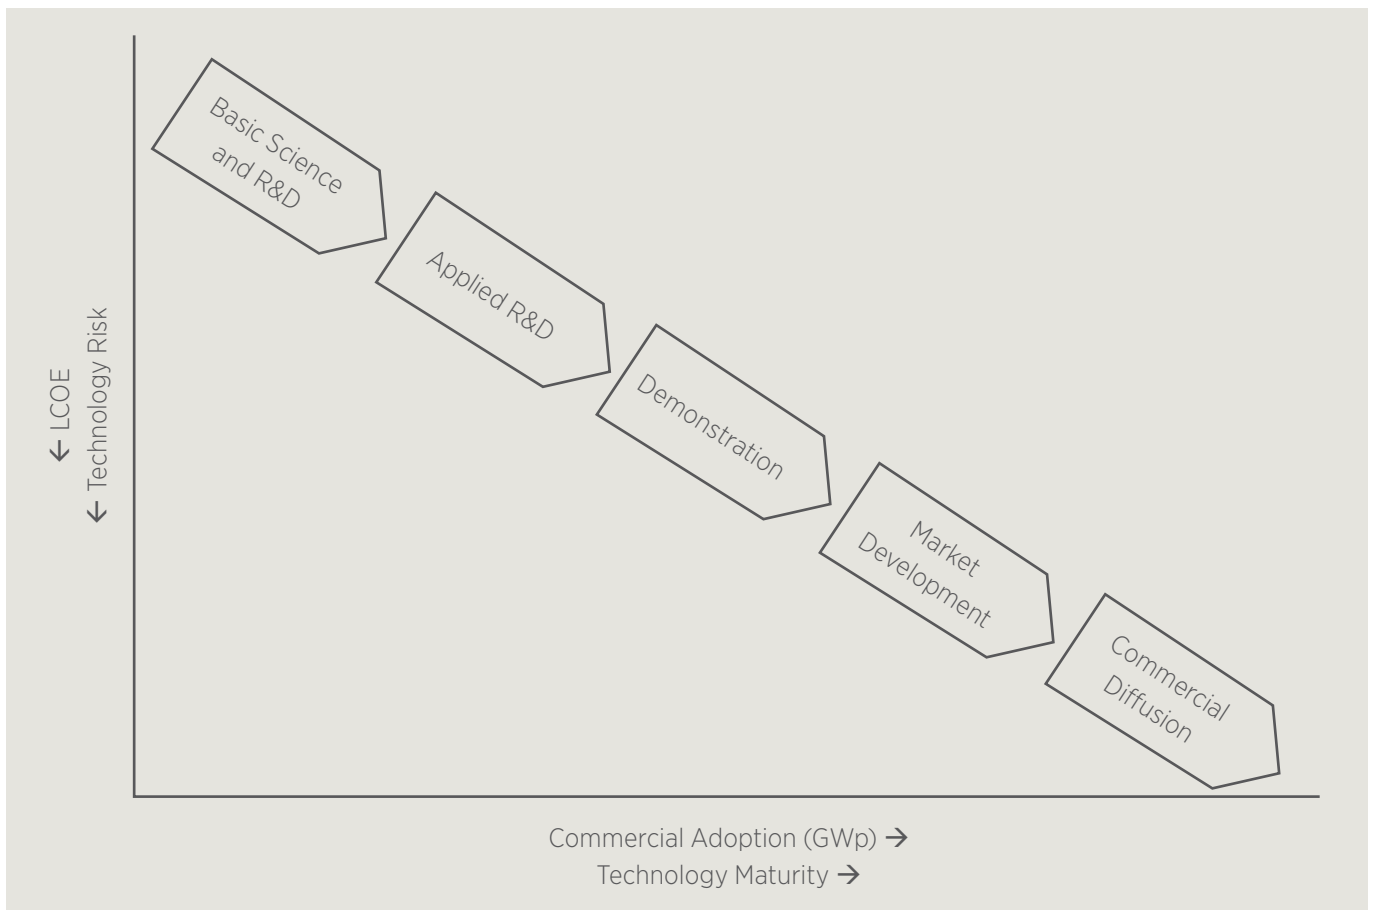 Basic Science
and R&D
Applied R&D
Demonstration
Market
Development
Commercial
Diffusion
← LCOE
← Technology Risk
Commercial Adoption (GWp) →
Technology Maturity →